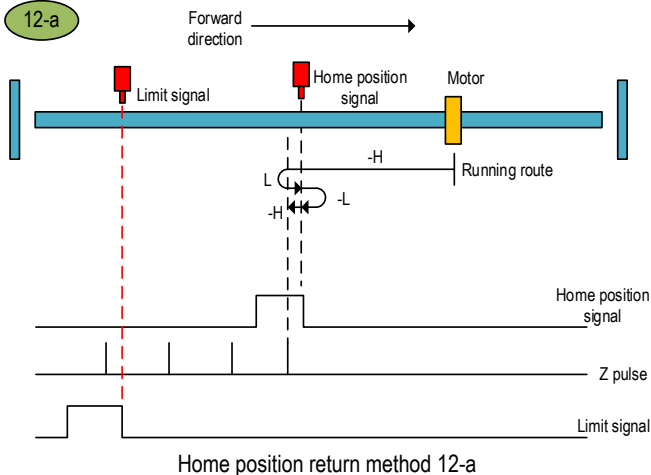 12-a
Forward
direction
Limit signal
Home position
signal
Motor
-H
Running route
L
-L
-H
Home position
signal
Z pulse
Limit signal
Home position return method 12-a